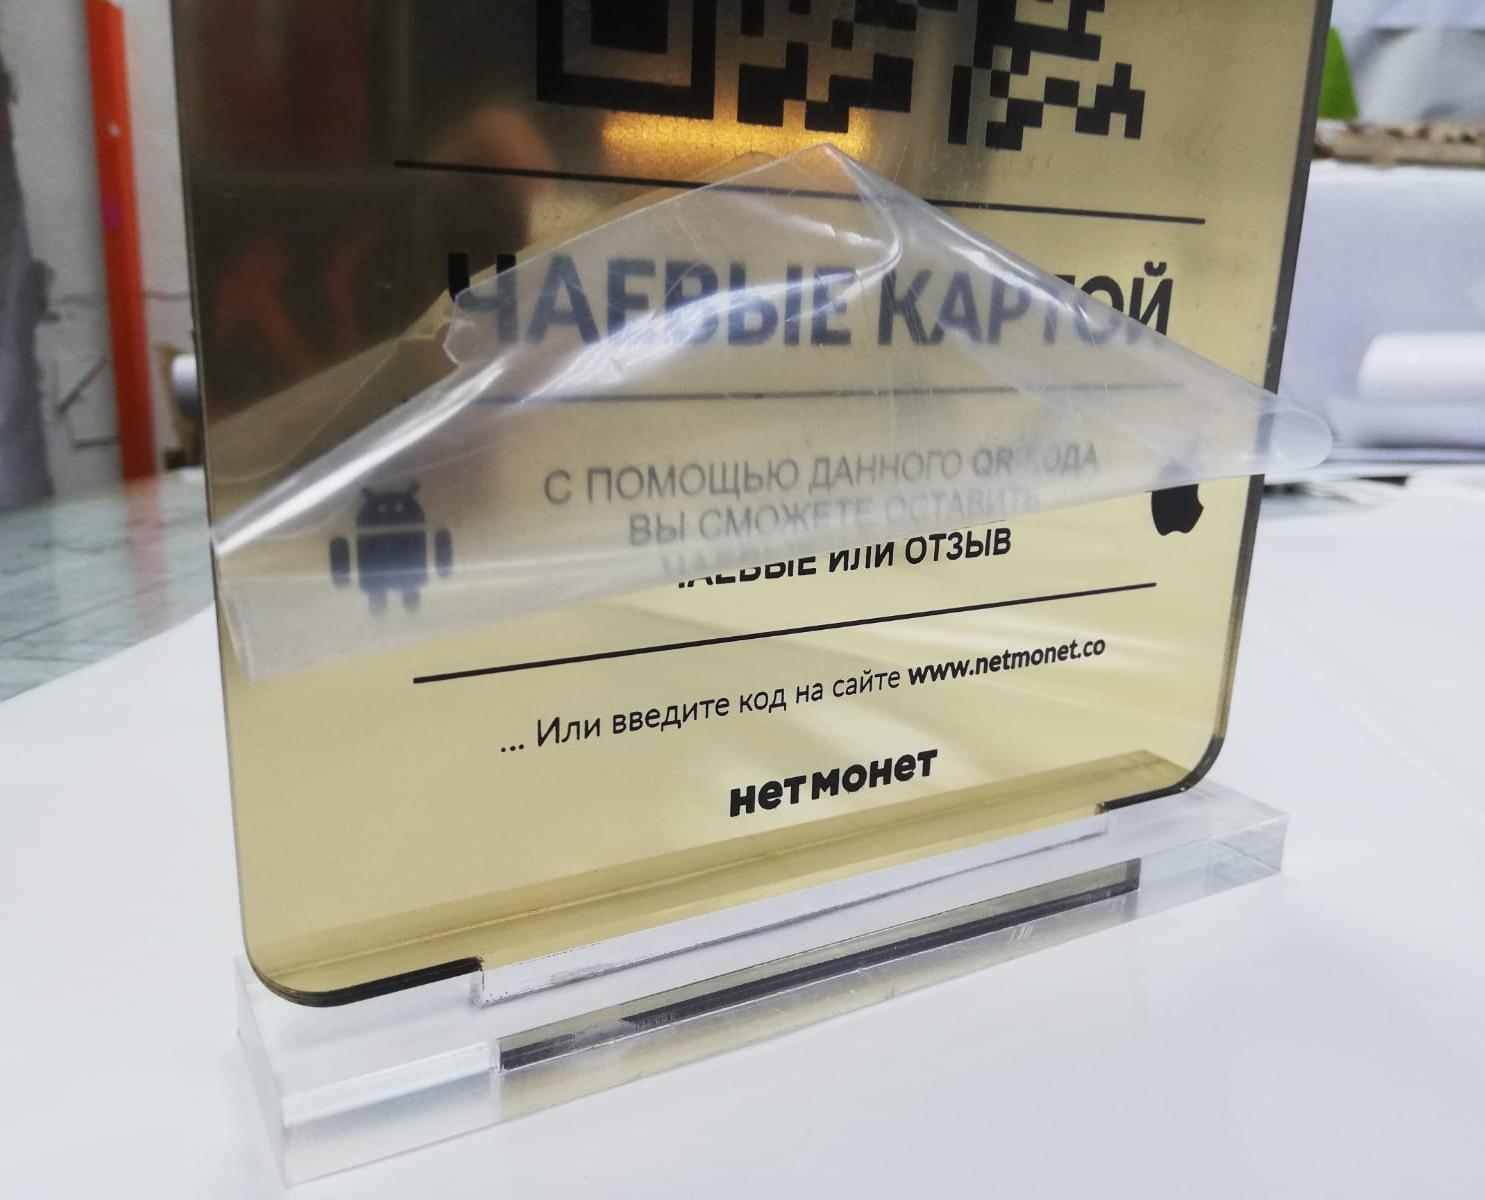 ЧАЕВЫЕ КАРТОЙ
С ПОМОЩЬЮ ДАННОГО QR КОДА
ВЫ СМОЖЕТЕ ОСТАВИТЬ
ЧАЕВЫЕ ИЛИ ОТЗЫВ
... Или введите код на сайте www.netmonet.co
нетмонет